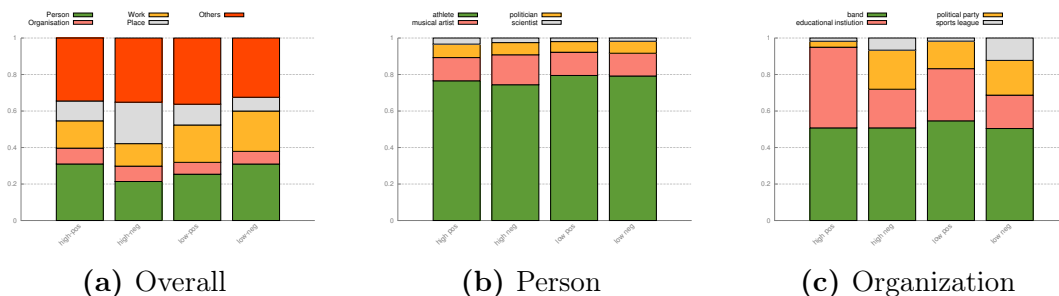 Person Work Others
Organisation Place
1
0.8
0.6
0.4
0.2
0
high-pos high-neg low-pos low-neg
(a) Overall
athlete politician
musical artist scientist
1
0.8
0.6
0.4
0.2
0
high pos high neg low pos low neg
(b) Person
band political party
educational institution sports league
1
0.8
0.6
0.4
0.2
0
high pos high neg low pos low neg
(c) Organization